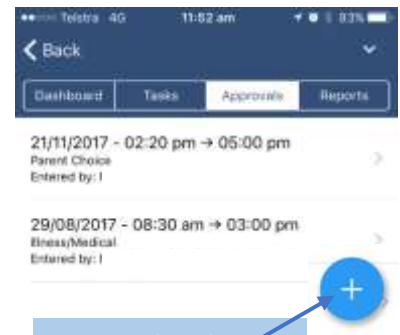 Telstra 4G 11:52 am 83%
Back
Dashboard Tasks Approvals Reports
21/11/2017 - 02:20 pm → 05:00 pm
Parent Choice
Entered by: I
29/08/2017 - 08:30 am → 03:00 pm
Illness/Medical
Entered by: I
+